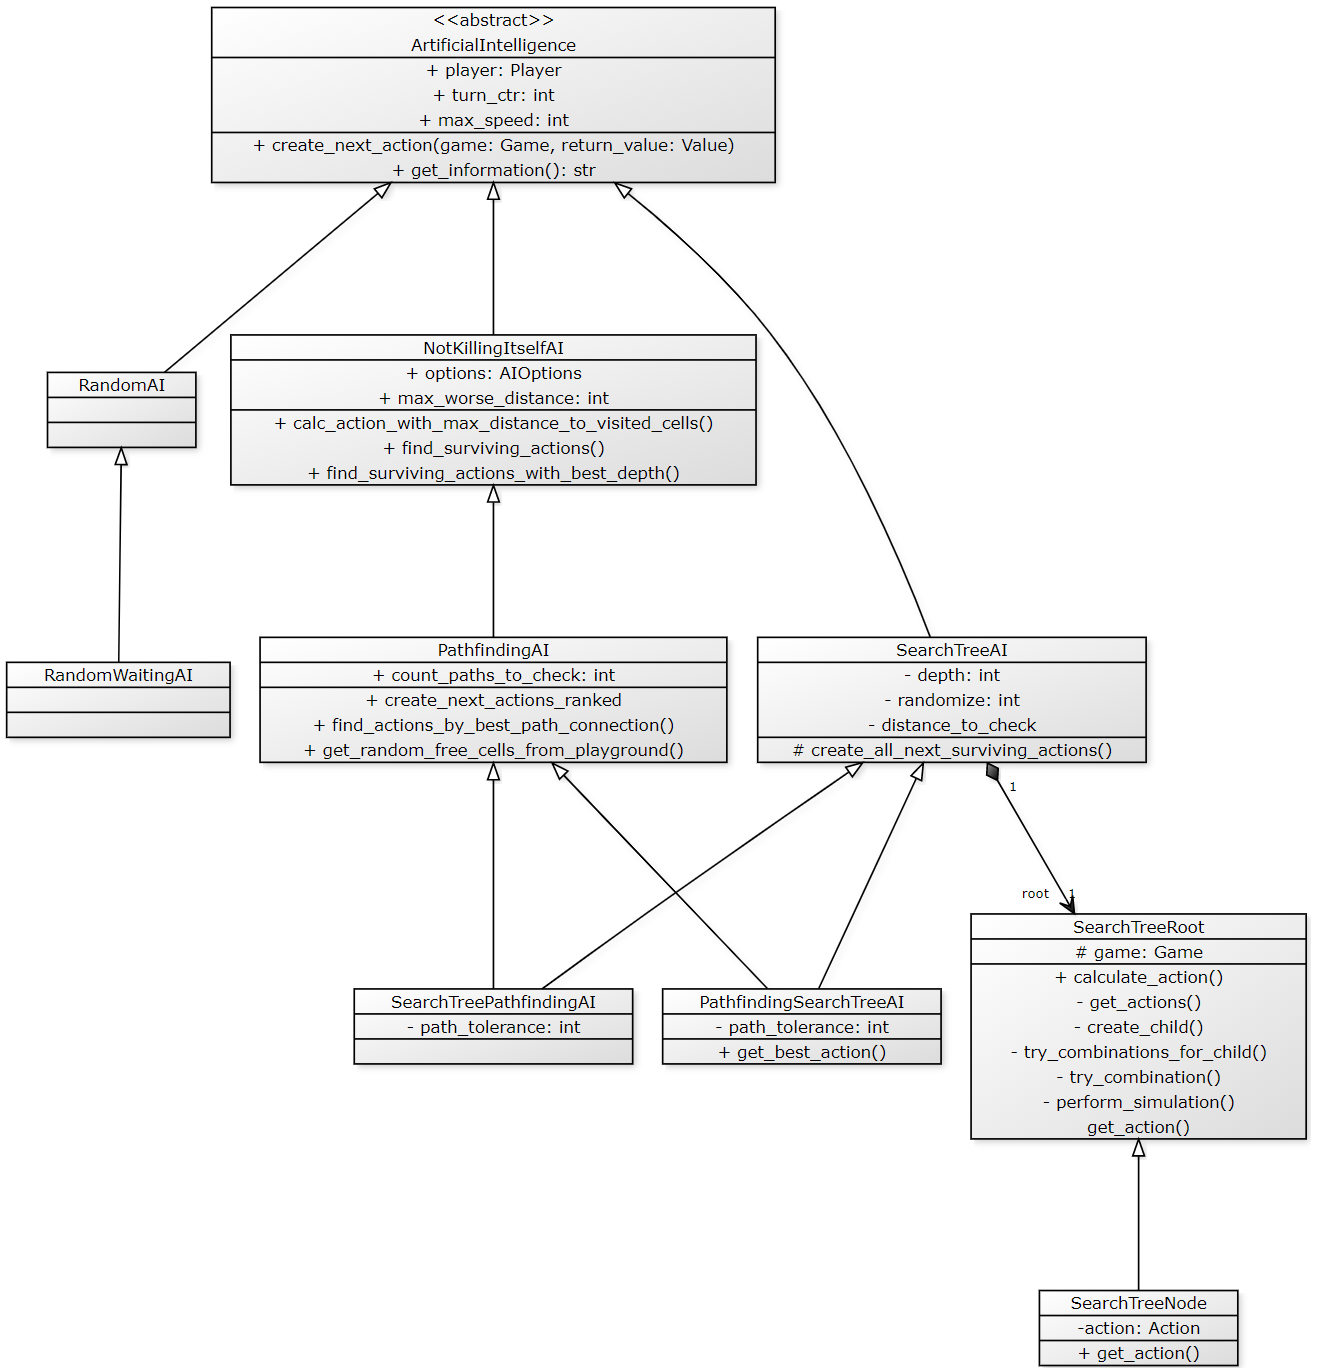 <<abstract>>
ArtificialIntelligence
+ player: Player
+ turn_ctr: int
+ max_speed: int
+ create_next_action(game: Game, return_value: Value)
+ get_information(): str
NotKillingItselfAI
+ options: AIOptions
+ max_worse_distance: int
+ calc_action_with_max_distance_to_visited_cells()
+ find_surviving_actions()
+ find_surviving_actions_with_best_depth()
RandomAI
RandomWaitingAI
PathfindingAI
+ count_paths_to_check: int
+ create_next_actions_ranked
+ find_actions_by_best_path_connection()
+ get_random_free_cells_from_playground()
SearchTreeAI
- depth: int
- randomize: int
- distance_to_check
# create_all_next_surviving_actions()
1
root
1
SearchTreePathfindingAI
- path_tolerance: int
PathfindingSearchTreeAI
- path_tolerance: int
+ get_best_action()
SearchTreeRoot
# game: Game
+ calculate_action()
- get_actions()
- create_child()
- try_combinations_for_child()
- try_combination()
- perform_simulation()
get_action()
SearchTreeNode
-action: Action
+ get_action()